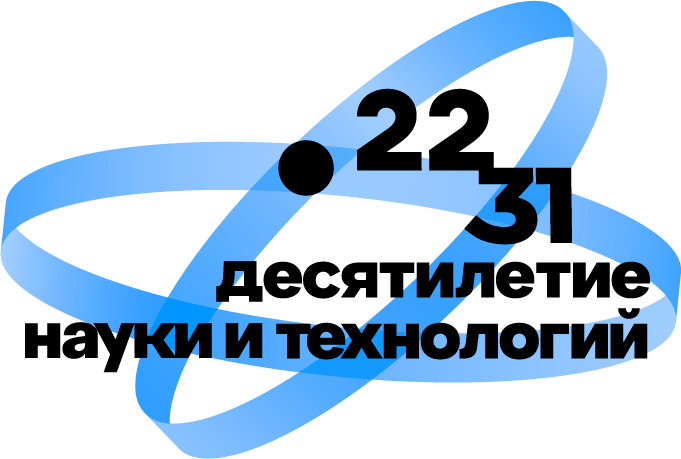 22
31
десятилетие
науки и технологий